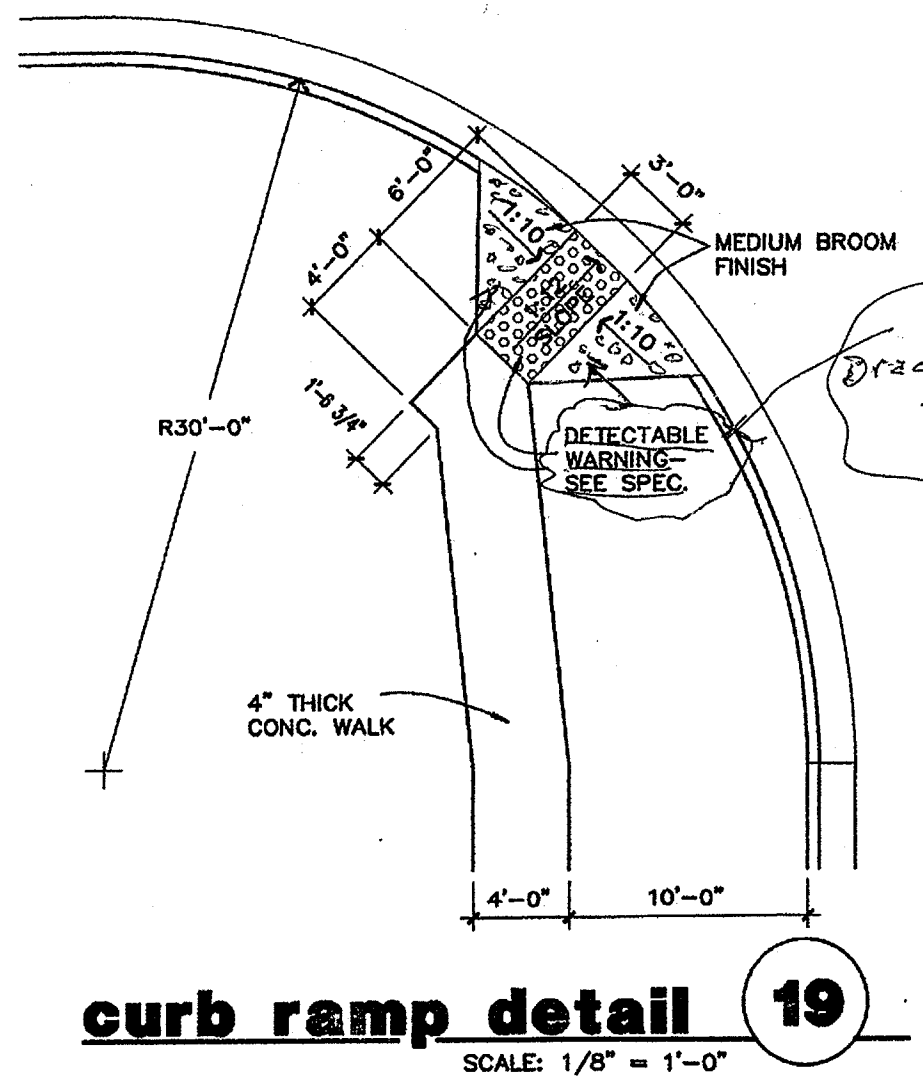 6'-0"
3'-0"
1:10
MEDIUM BROOM
FINISH
4'-0"
SLOPE
1:10
1'-6 3/4"
R30'-0"
DETECTABLE
WARNING-
SEE SPEC.
4" THICK
CONC. WALK
4'-0"
10'-0"
curb ramp detail
19
SCALE: 1/8" = 1'-0"